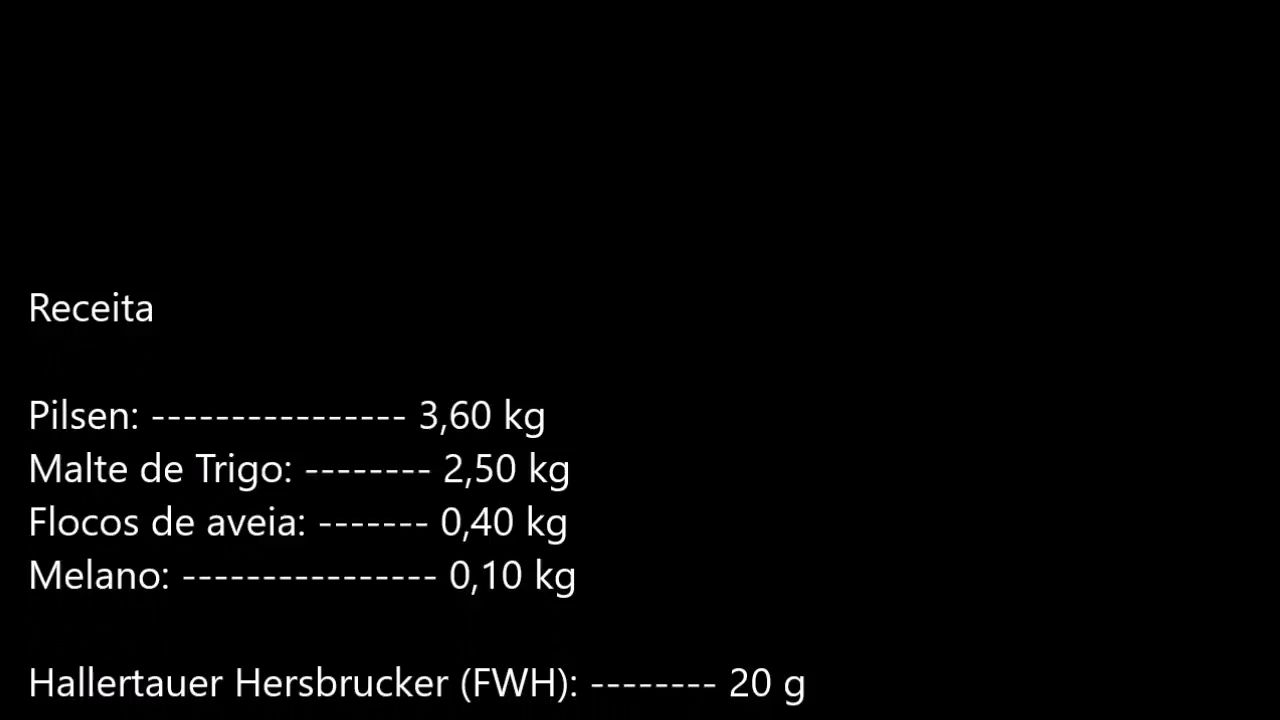 Receita
Pilsen: ---------------- 3,60 kg
Malte de Trigo: -------- 2,50 kg
Flocos de aveia: ------- 0,40 kg
Melano: ---------------- 0,10 kg
Hallertauer Hersbrucker (FWH): -------- 20 g